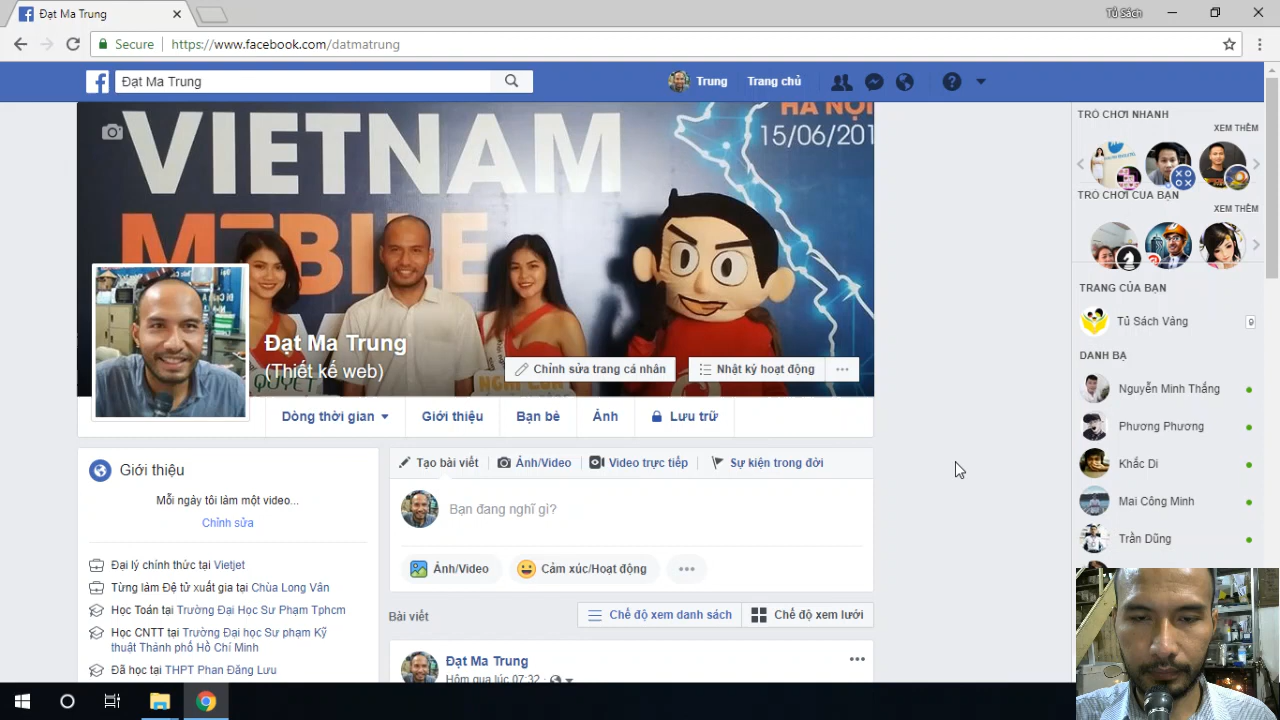 Đạt Ma Trung
Tủ Sách
Secure
https://www.facebook.com/datmatrung
Đạt Ma Trung
Trung
Trang chủ
HÀ NỘI
15/06/201
VIETNAM
MOBILE
Đạt Ma Trung
(Thiết kế web)
Chỉnh sửa trang cá nhân
Nhật ký hoạt động
Dòng thời gian
Giới thiệu
Bạn bè
Ảnh
Lưu trữ
Giới thiệu
Mỗi ngày tôi làm một video...
Chỉnh sửa
Đại lý chính thức tại Vietjet
Từng làm Đệ tử xuất gia tại Chùa Long Vân
Học Toán tại Trường Đại Học Sư Phạm Tphcm
Học CNTT tại Trường Đại học Sư phạm Kỹ
thuật Thành phố Hồ Chí Minh
Đã học tại THPT Phan Đăng Lưu
Tạo bài viết
Ảnh/Video
Video trực tiếp
Sự kiện trong đời
Bạn đang nghĩ gì?
Ảnh/Video
Cảm xúc/Hoạt động
Bài viết
Chế độ xem danh sách
Chế độ xem lưới
Đạt Ma Trung
Hôm qua lúc 07:32
TRÒ CHƠI NHANH
XEM THÊM
TRÒ CHƠI CỦA BẠN
XEM THÊM
TRANG CỦA BẠN
Tủ Sách Vàng
9
DANH BẠ
Nguyễn Minh Thắng
Phương Phương
Khắc Di
Mai Công Minh
Trần Dũng